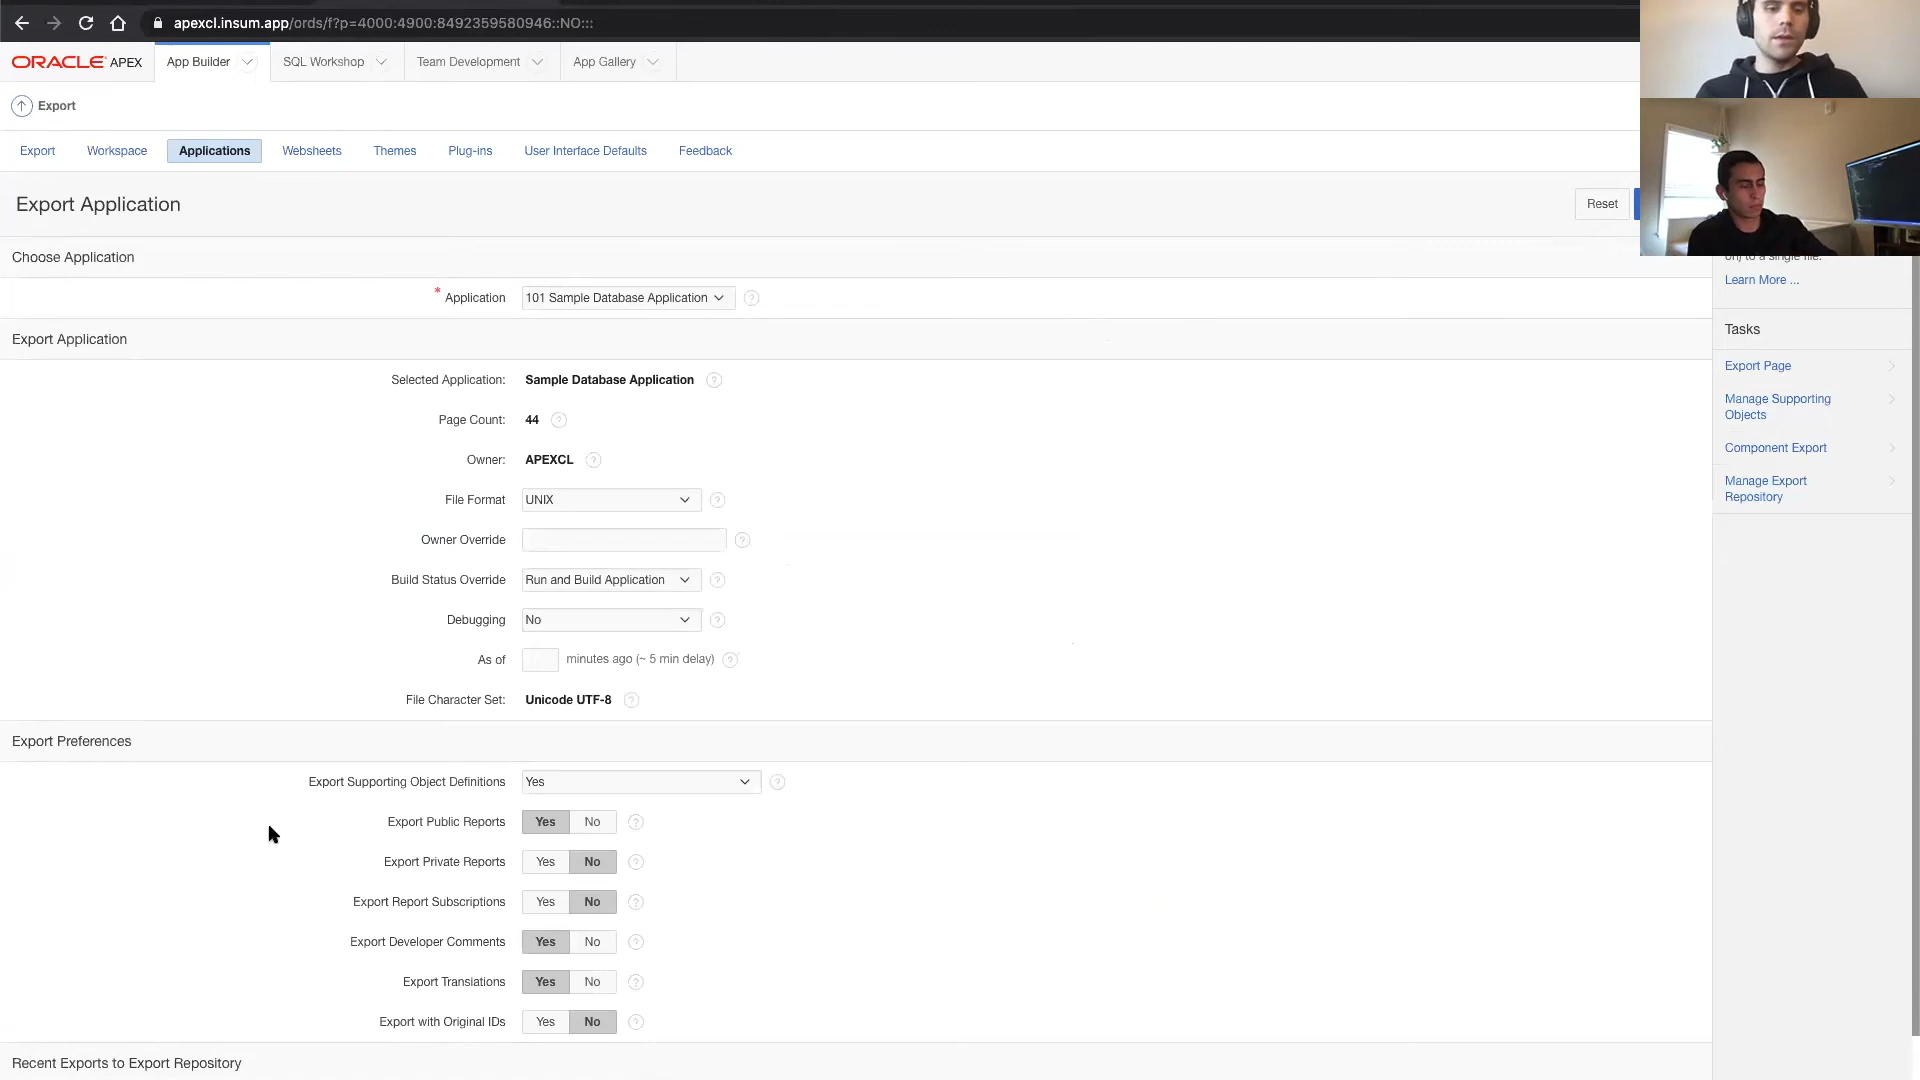 apexcl.insum.app/ords/f?p=4000:4900:8492359580946::NO:::
ORACLE APEX App Builder SQL Workshop Team Development App Gallery
Export
Export Workspace Applications Websheets Themes Plug-ins User Interface Defaults Feedback
Export Application
Reset
Choose Application
* Application 101 Sample Database Application ?
Export Application
Selected Application: Sample Database Application ?
Page Count: 44 ?
Owner: APEXCL ?
File Format UNIX ?
Owner Override ?
Build Status Override Run and Build Application ?
Debugging No ?
As of minutes ago (~ 5 min delay) ?
File Character Set: Unicode UTF-8 ?
Export Preferences
Export Supporting Object Definitions Yes ?
Export Public Reports Yes No ?
Export Private Reports Yes No ?
Export Report Subscriptions Yes No ?
Export Developer Comments Yes No ?
Export Translations Yes No ?
Export with Original IDs Yes No ?
Recent Exports to Export Repository
to a single file.
Learn More ...
Tasks
Export Page
Manage Supporting
Objects
Component Export
Manage Export
Repository